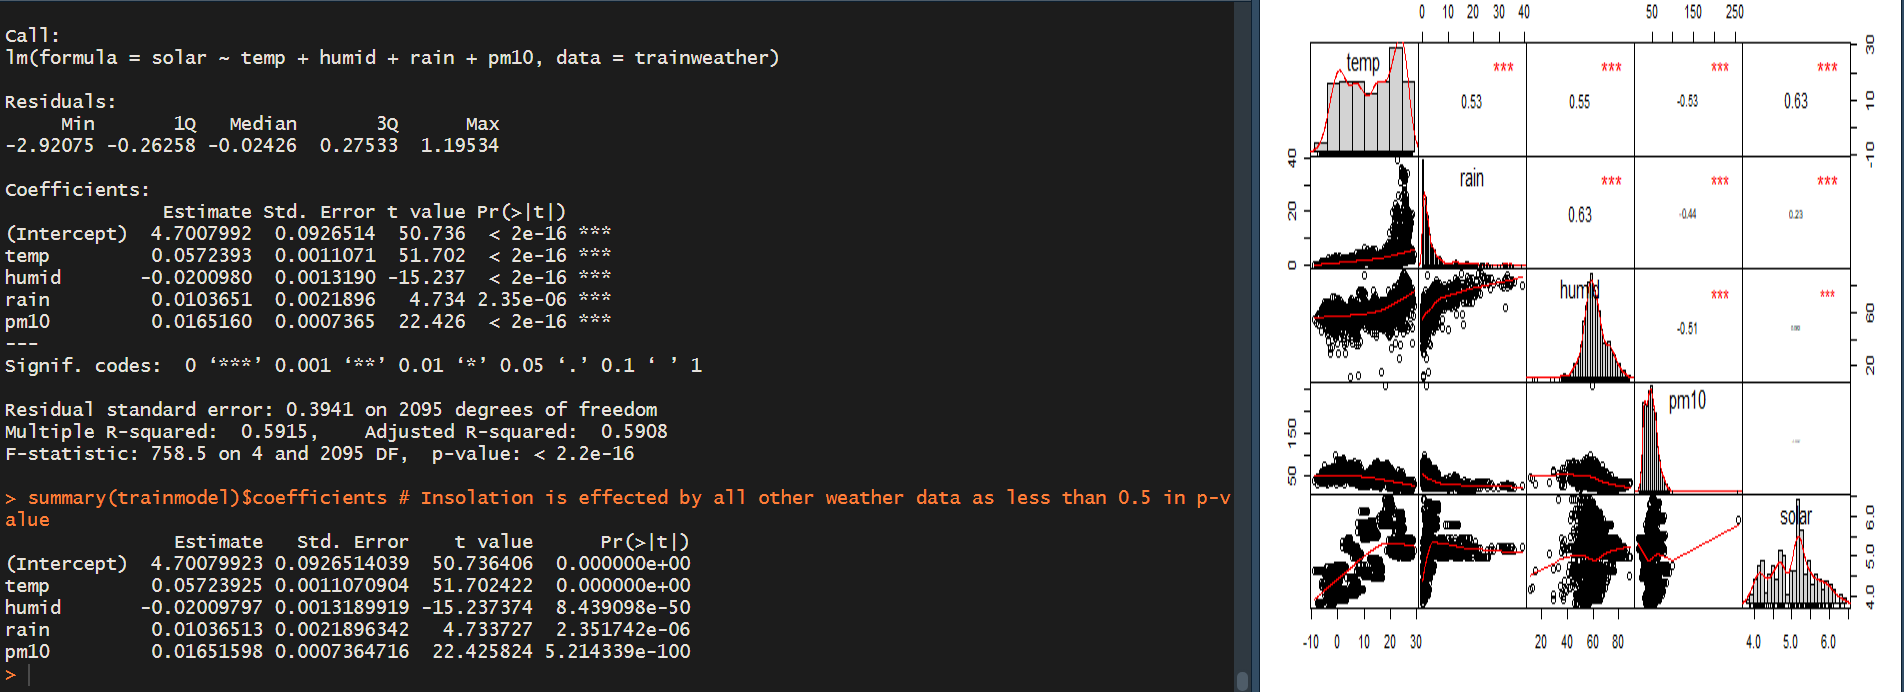 Call:
lm(formula = solar ~ temp + humid + rain + pm10, data = trainweather)
Residuals:
     Min       1Q   Median       3Q      Max
-2.92075 -0.26258 -0.02426  0.27533  1.19534
Coefficients:
              Estimate Std. Error t value Pr(>|t|)
(Intercept)  4.7007992  0.0926514  50.736  < 2e-16 ***
temp         0.0572393  0.0011071  51.702  < 2e-16 ***
humid       -0.0200980  0.0013190 -15.237  < 2e-16 ***
rain         0.0103651  0.0021896   4.734 2.35e-06 ***
pm10         0.0165160  0.0007365  22.426  < 2e-16 ***
---
Signif. codes:  0 ‘***’ 0.001 ‘**’ 0.01 ‘*’ 0.05 ‘.’ 0.1 ‘ ’ 1
Residual standard error: 0.3941 on 2095 degrees of freedom
Multiple R-squared:  0.5915,    Adjusted R-squared:  0.5908
F-statistic: 758.5 on 4 and 2095 DF,  p-value: < 2.2e-16
> summary(trainmodel)$coefficients # Insolation is effected by all other weather data as less than 0.5 in p-v
alue
               Estimate   Std. Error    t value      Pr(>|t|)
(Intercept)  4.70079923 0.0926514039  50.736406  0.000000e+00
temp         0.05723925 0.0011070904  51.702422  0.000000e+00
humid       -0.02009797 0.0013189919 -15.237374  8.439098e-50
rain         0.01036513 0.0021896342   4.733727  2.351742e-06
pm10         0.01651598 0.0007364716  22.425824 5.214339e-100
>
0 10 20 30 40
50 150 250
temp
*** *** *** ***
0.53 0.55 -0.53 0.63
-10 10 30
0 20 40
rain
*** *** ***
0.63 -0.44 0.23
humid
*** ***
-0.51
20 60
pm10
50 150
solar
4.0 5.0 6.0
-10 0 10 20 30
20 40 60 80
4.0 5.0 6.0